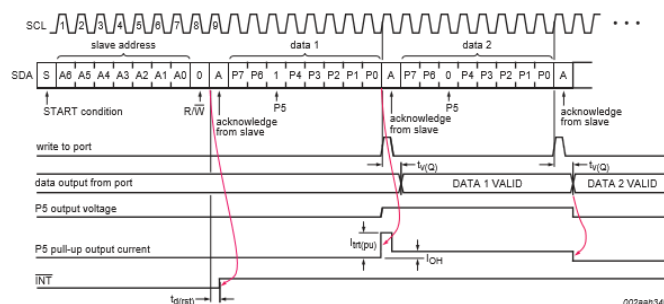 SCL 1 2 3 4 5 6 7 8 9
slave address data 1 data 2
SDA S A6 A5 A4 A3 A2 A1 A0 0 A P7 P6 1 P4 P3 P2 P1 P0 A P7 P6 0 P4 P3 P2 P1 P0 A
START condition R/W P5 P5
acknowledge from slave
acknowledge from slave
acknowledge from slave
write to port
tv(Q) tv(Q)
data output from port DATA 1 VALID DATA 2 VALID
P5 output voltage
Itrt(pu)
P5 pull-up output current IOH
INT
td(rst)